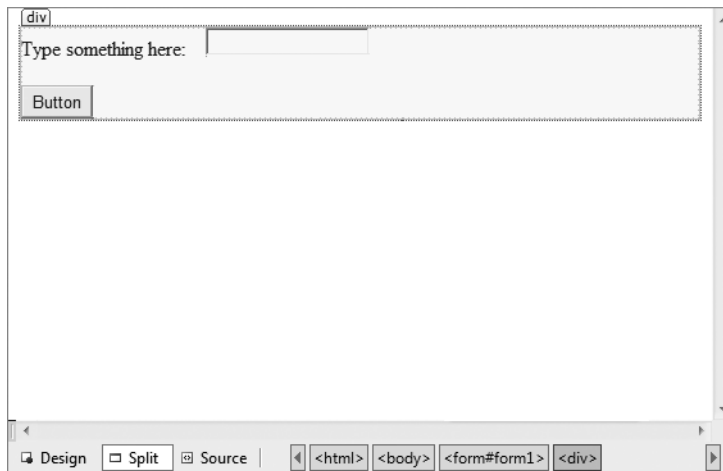 div
Type something here:
Button
Design Split Source <html> <body> <form#form1> <div>